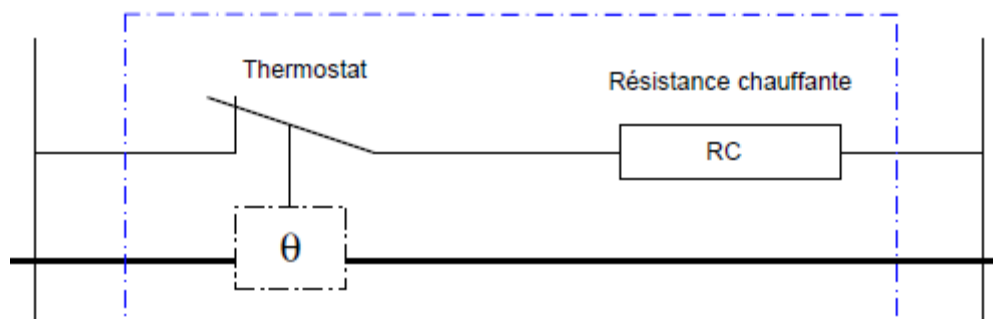 Thermostat
Résistance chauffante
RC
θ